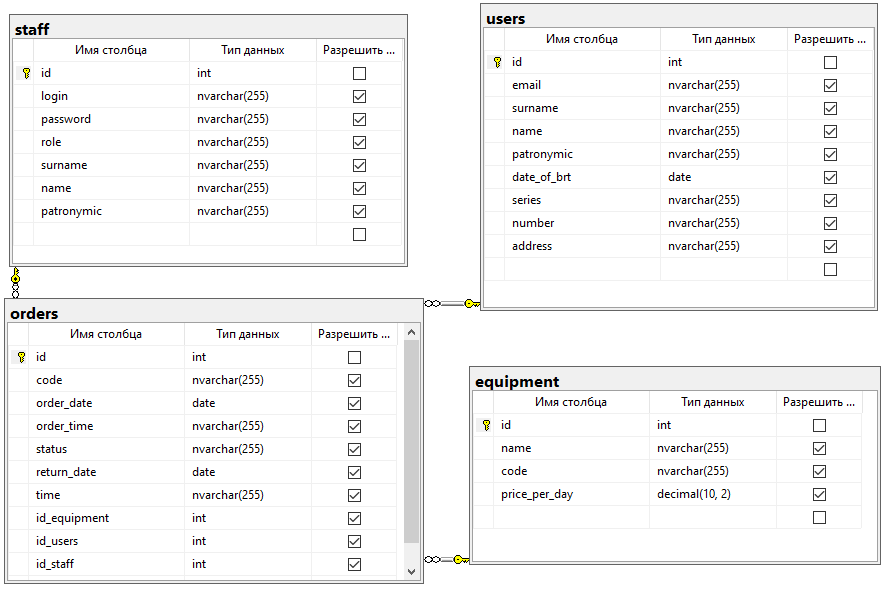 staff
Имя столбца Тип данных Разрешить ...
id int
login nvarchar(255)
password nvarchar(255)
role nvarchar(255)
surname nvarchar(255)
name nvarchar(255)
patronymic nvarchar(255)
users
Имя столбца Тип данных Разрешить ...
id int
email nvarchar(255)
surname nvarchar(255)
name nvarchar(255)
patronymic nvarchar(255)
date_of_brt date
series nvarchar(255)
number nvarchar(255)
address nvarchar(255)
orders
Имя столбца Тип данных Разрешить ...
id int
code nvarchar(255)
order_date date
order_time nvarchar(255)
status nvarchar(255)
return_date date
time nvarchar(255)
id_equipment int
id_users int
id_staff int
equipment
Имя столбца Тип данных Разрешить ...
id int
name nvarchar(255)
code nvarchar(255)
price_per_day decimal(10, 2)